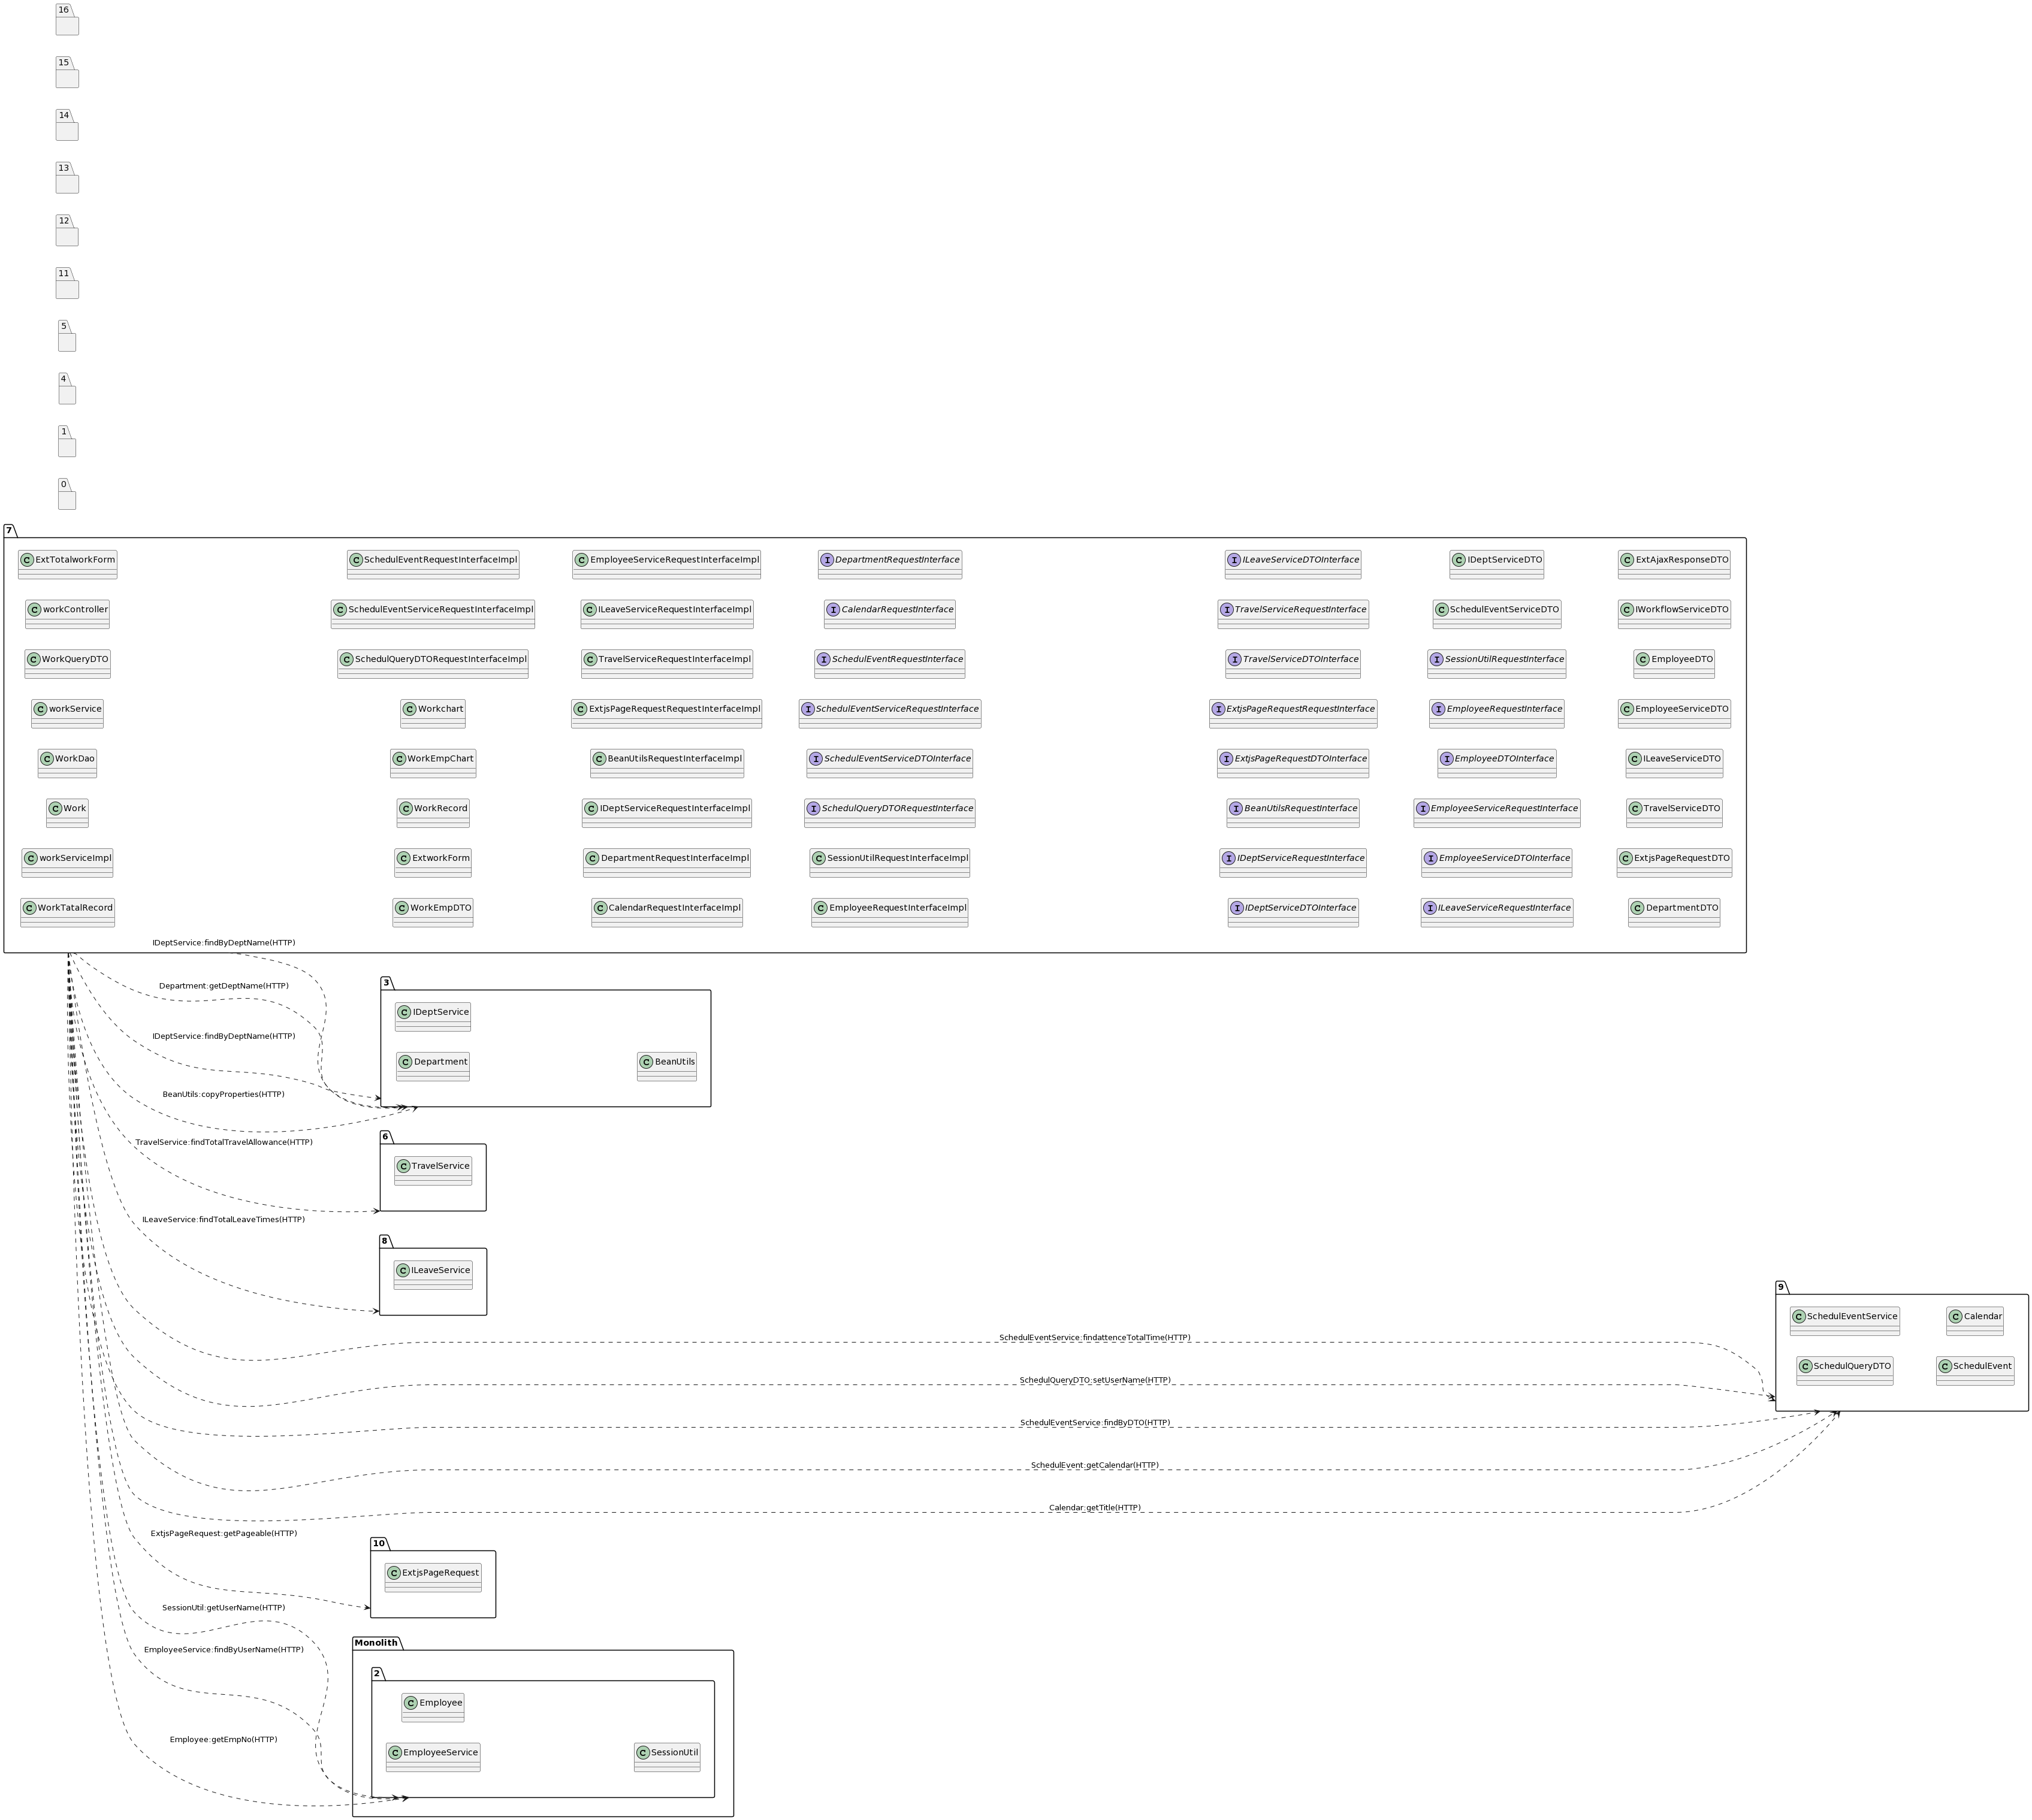 16
15
14
13
12
11
5
4
1
0
7
C ExtTotalworkForm
C SchedulEventRequestInterfaceImpl
C EmployeeServiceRequestInterfaceImpl
I DepartmentRequestInterface
I ILeaveServiceDTOInterface
C IDeptServiceDTO
C ExtAjaxResponseDTO
C workController
C SchedulEventServiceRequestInterfaceImpl
C ILeaveServiceRequestInterfaceImpl
I CalendarRequestInterface
I TravelServiceRequestInterface
C SchedulEventServiceDTO
C IWorkflowServiceDTO
C WorkQueryDTO
C SchedulQueryDTORequestInterfaceImpl
C TravelServiceRequestInterfaceImpl
I SchedulEventRequestInterface
I TravelServiceDTOInterface
I SessionUtilRequestInterface
C EmployeeDTO
C workService
C Workchart
C ExtjsPageRequestRequestInterfaceImpl
I SchedulEventServiceRequestInterface
I ExtjsPageRequestRequestInterface
I EmployeeRequestInterface
C EmployeeServiceDTO
C WorkDao
C WorkEmpChart
C BeanUtilsRequestInterfaceImpl
I SchedulEventServiceDTOInterface
I ExtjsPageRequestDTOInterface
I EmployeeDTOInterface
C ILeaveServiceDTO
C Work
C WorkRecord
C IDeptServiceRequestInterfaceImpl
I SchedulQueryDTORequestInterface
I BeanUtilsRequestInterface
I EmployeeServiceRequestInterface
C TravelServiceDTO
C workServiceImpl
C ExtworkForm
C DepartmentRequestInterfaceImpl
C SessionUtilRequestInterfaceImpl
I IDeptServiceRequestInterface
I EmployeeServiceDTOInterface
C ExtjsPageRequestDTO
C WorkTatalRecord
C WorkEmpDTO
C CalendarRequestInterfaceImpl
C EmployeeRequestInterfaceImpl
I IDeptServiceDTOInterface
I ILeaveServiceRequestInterface
C DepartmentDTO
IDeptService:findByDeptName(HTTP)
Department:getDeptName(HTTP)
IDeptService:findByDeptName(HTTP)
BeanUtils:copyProperties(HTTP)
3
C IDeptService
C Department
C BeanUtils
TravelService:findTotalTravelAllowance(HTTP)
6
C TravelService
ILeaveService:findTotalLeaveTimes(HTTP)
8
C ILeaveService
9
C SchedulEventService
C Calendar
C SchedulQueryDTO
C SchedulEvent
SchedulEventService:findattenceTotalTime(HTTP)
SchedulQueryDTO:setUserName(HTTP)
SchedulEventService:findByDTO(HTTP)
SchedulEvent:getCalendar(HTTP)
Calendar:getTitle(HTTP)
ExtjsPageRequest:getPageable(HTTP)
10
C ExtjsPageRequest
SessionUtil:getUserName(HTTP)
EmployeeService:findByUserName(HTTP)
Employee:getEmpNo(HTTP)
Monolith
2
C Employee
C EmployeeService
C SessionUtil